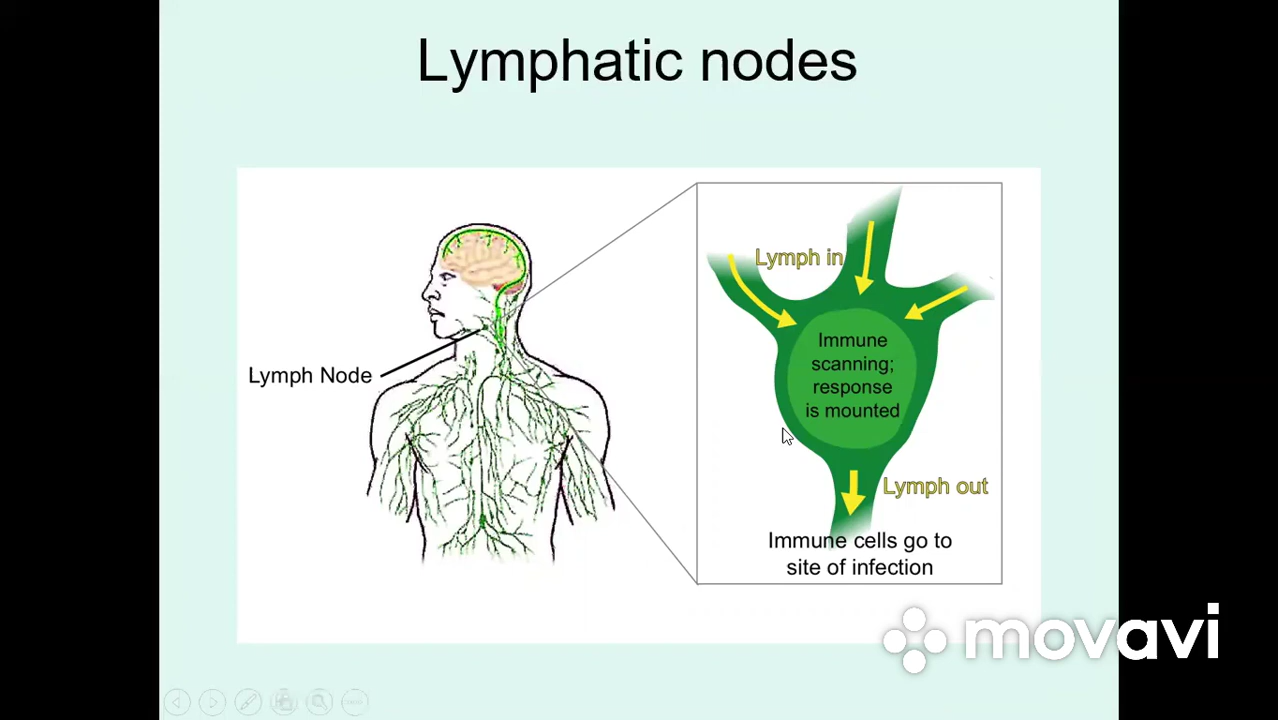 Lymphatic nodes
Lymph Node
Lymph in
Immune
scanning;
response
is mounted
Lymph out
Immune cells go to
site of infection
movavi